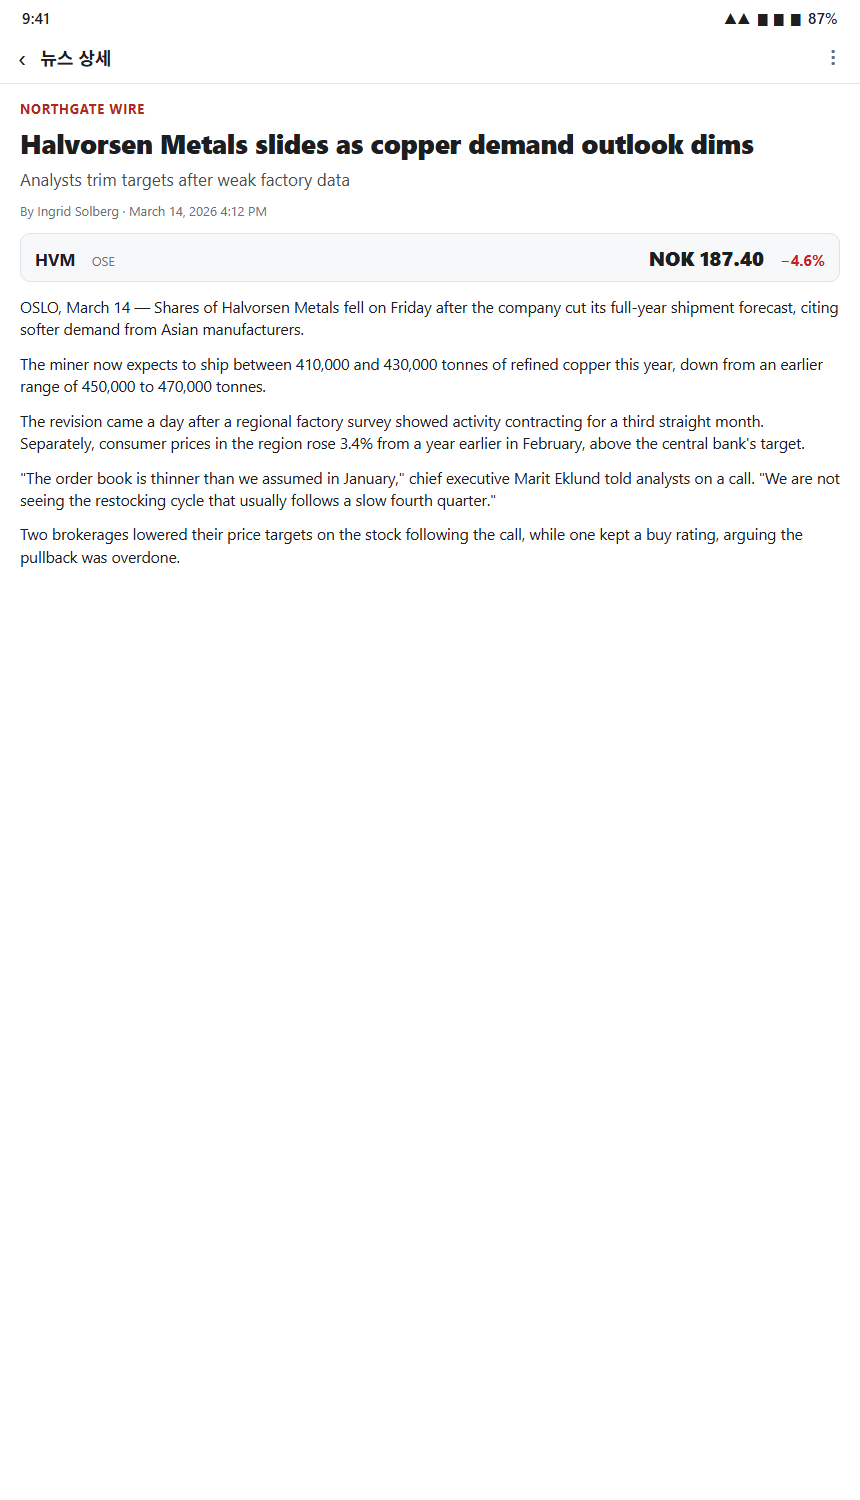 9:41
87%
‹ 뉴스 상세
NORTHGATE WIRE
Halvorsen Metals slides as copper demand outlook dims
Analysts trim targets after weak factory data
By Ingrid Solberg · March 14, 2026 4:12 PM
HVM OSE NOK 187.40 −4.6%
OSLO, March 14 — Shares of Halvorsen Metals fell on Friday after the company cut its full-year shipment forecast, citing
softer demand from Asian manufacturers.
The miner now expects to ship between 410,000 and 430,000 tonnes of refined copper this year, down from an earlier
range of 450,000 to 470,000 tonnes.
The revision came a day after a regional factory survey showed activity contracting for a third straight month.
Separately, consumer prices in the region rose 3.4% from a year earlier in February, above the central bank's target.
"The order book is thinner than we assumed in January," chief executive Marit Eklund told analysts on a call. "We are not
seeing the restocking cycle that usually follows a slow fourth quarter."
Two brokerages lowered their price targets on the stock following the call, while one kept a buy rating, arguing the
pullback was overdone.